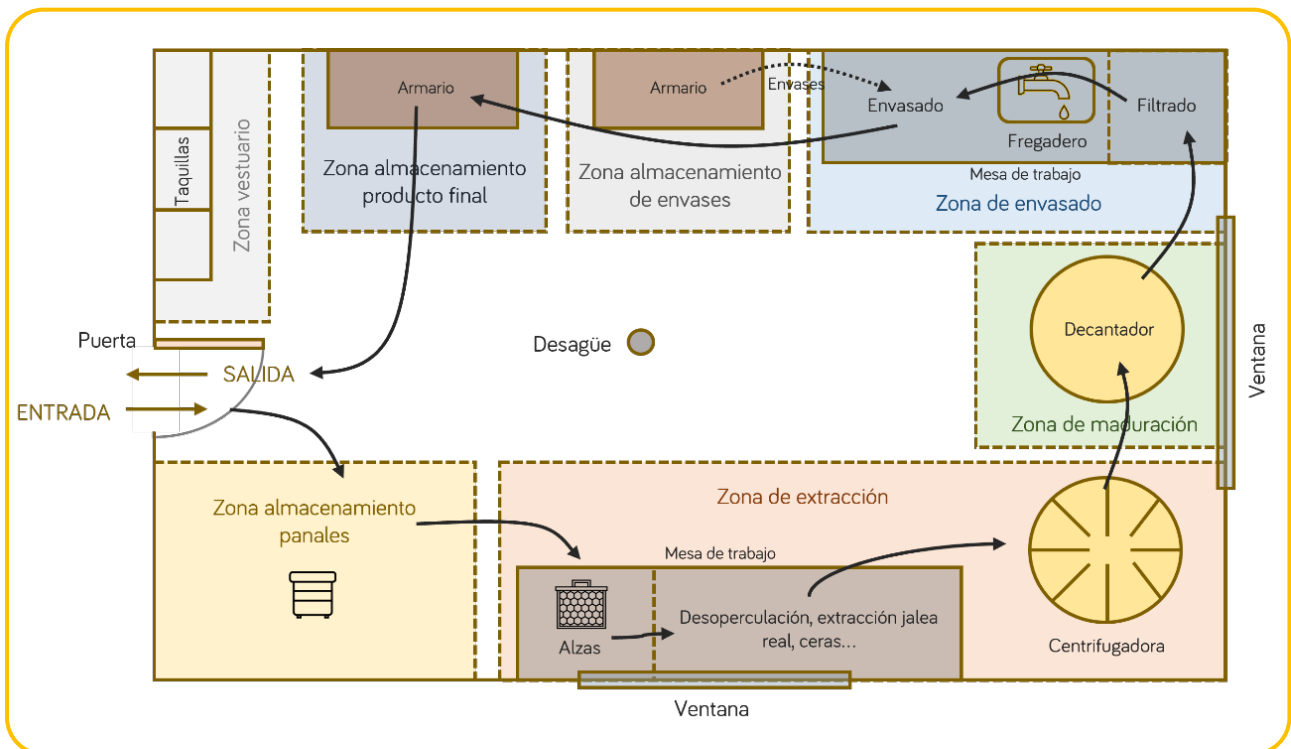 Armario
Armario
Envases
Envasado
Filtrado
Fregadero
Mesa de trabajo
Zona de envasado
Taquillas
Zona vestuario
Zona almacenamiento
producto final
Zona almacenamiento
de envases
Puerta
SALIDA
ENTRADA
Desagüe
Decantador
Zona de maduración
Ventana
Zona almacenamiento
panales
Zona de extracción
Mesa de trabajo
Alzas
Desoperculación, extracción jalea
real, ceras...
Centrifugadora
Ventana